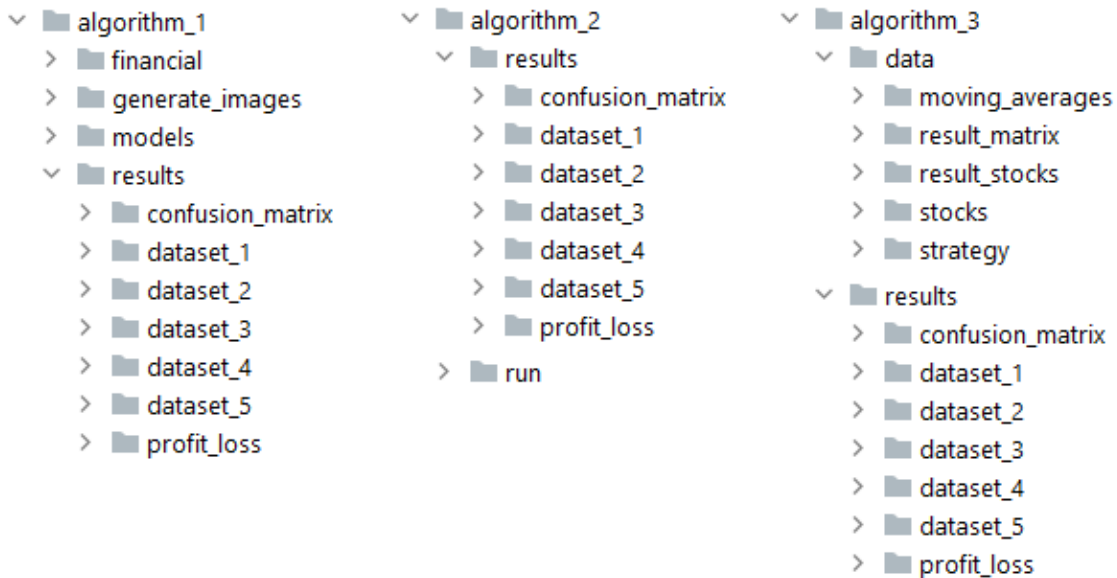 algorithm_1
financial
generate_images
models
results
confusion_matrix
dataset_1
dataset_2
dataset_3
dataset_4
dataset_5
profit_loss
algorithm_2
results
confusion_matrix
dataset_1
dataset_2
dataset_3
dataset_4
dataset_5
profit_loss
run
algorithm_3
data
moving_averages
result_matrix
result_stocks
stocks
strategy
results
confusion_matrix
dataset_1
dataset_2
dataset_3
dataset_4
dataset_5
profit_loss